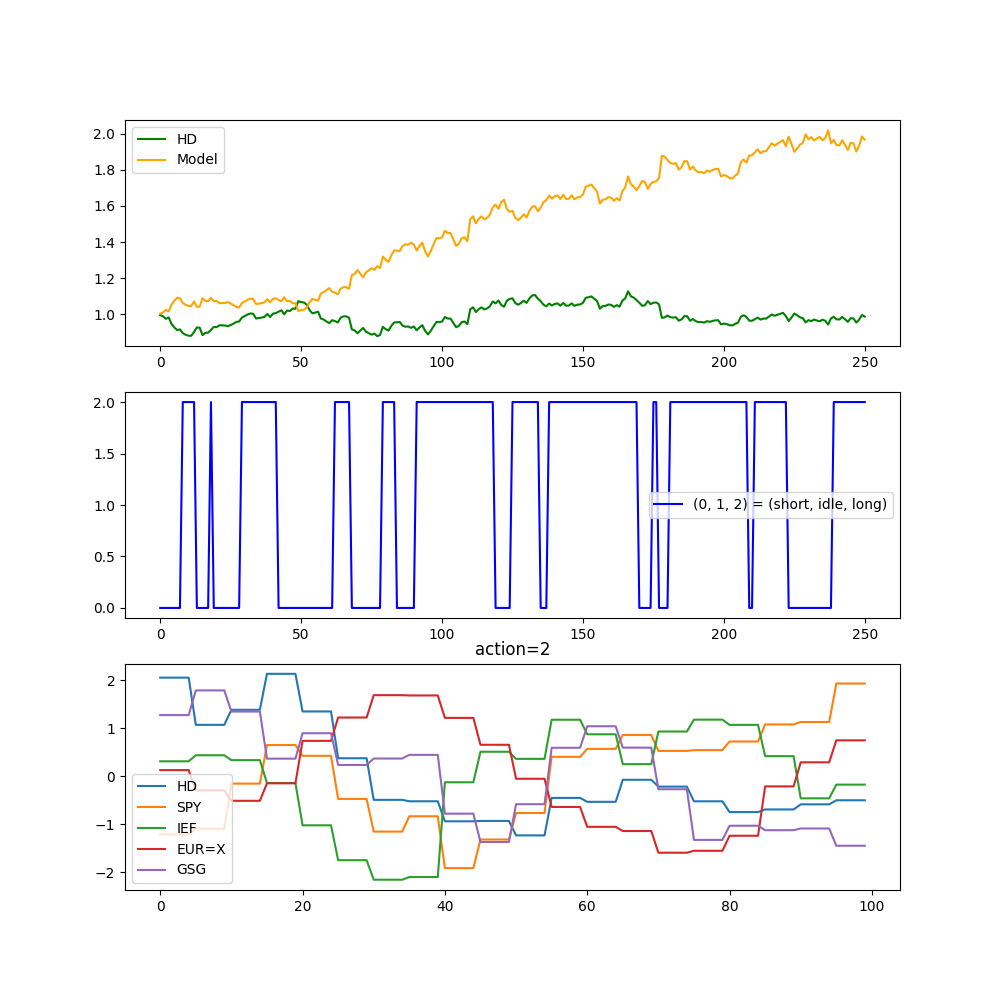 HD
Model
2.0
1.8
1.6
1.4
1.2
1.0
0 50 100 150 200 250
2.0
1.5
1.0
0.5
0.0
(0, 1, 2) = (short, idle, long)
0 50 100 150 200 250
action=2
2
1
0
−1
−2
HD
SPY
IEF
EUR=X
GSG
0 20 40 60 80 100